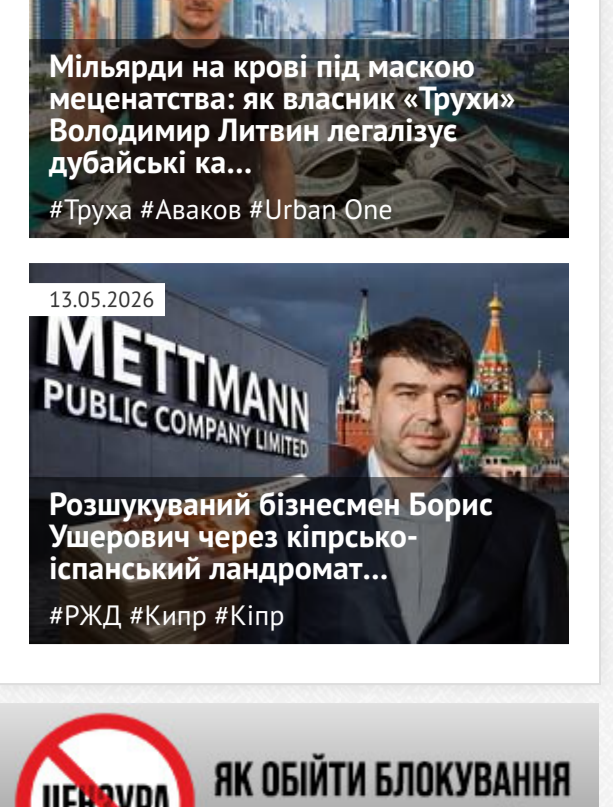 Мільярди на крові під маскою
меценатства: як власник «Трухи»
Володимир Литвин легалізує
дубайські ка...
#Труха #Аваков #Urban One
13.05.2026
METTMANN
PUBLIC COMPANY LIMITED
Розшукуваний бізнесмен Борис
Ушерович через кіпрсько-
іспанський ландромат...
#РЖД #Кипр #Кіпр
ЦЕНЗУРА
ЯК ОБІЙТИ БЛОКУВАННЯ